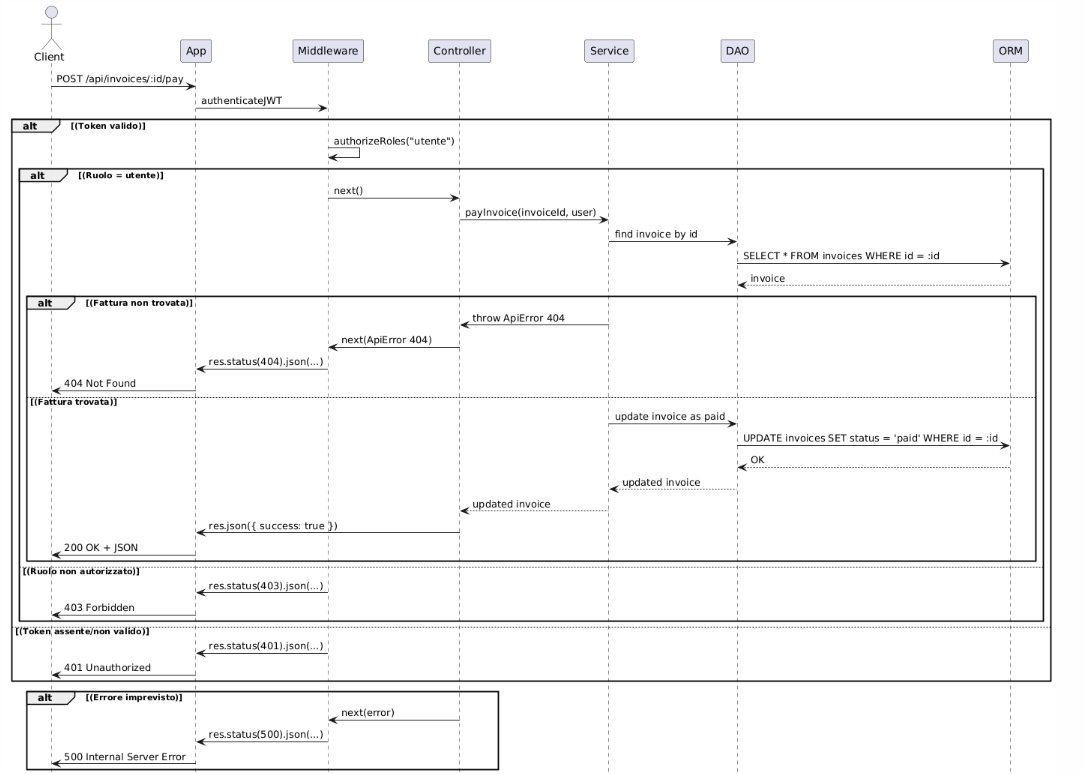 Client
App
Middleware
Controller
Service
DAO
ORM
POST /api/invoices/:id/pay
authenticateJWT
alt [(Token valido)]
authorizeRoles("utente")
alt [(Ruolo = utente)]
next()
payInvoice(invoiceId, user)
find invoice by id
SELECT * FROM invoices WHERE id = :id
invoice
alt [(Fattura non trovata)]
throw ApiError 404
next(ApiError 404)
res.status(404).json(...)
404 Not Found
[(Fattura trovata)]
update invoice as paid
UPDATE invoices SET status = 'paid' WHERE id = :id
OK
updated invoice
updated invoice
res.json({ success: true })
200 OK + JSON
[(Ruolo non autorizzato)]
res.status(403).json(...)
403 Forbidden
[(Token assente/non valido)]
res.status(401).json(...)
401 Unauthorized
alt [(Errore imprevisto)]
next(error)
res.status(500).json(...)
500 Internal Server Error